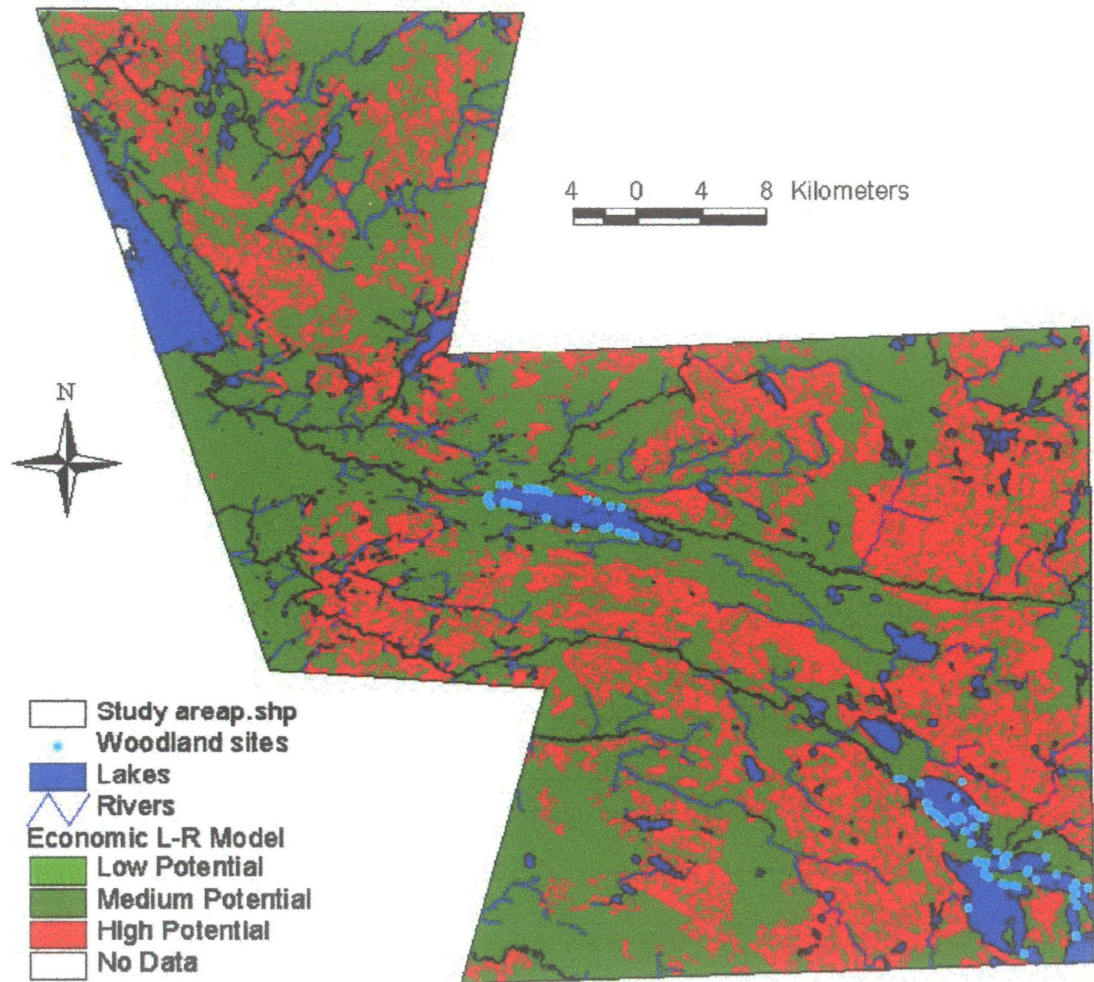 4 0 4 8 Kilometers
N
Study areap.shp
Woodland sites
Lakes
Rivers
Economic L-R Model
Low Potential
Medium Potential
High Potential
No Data